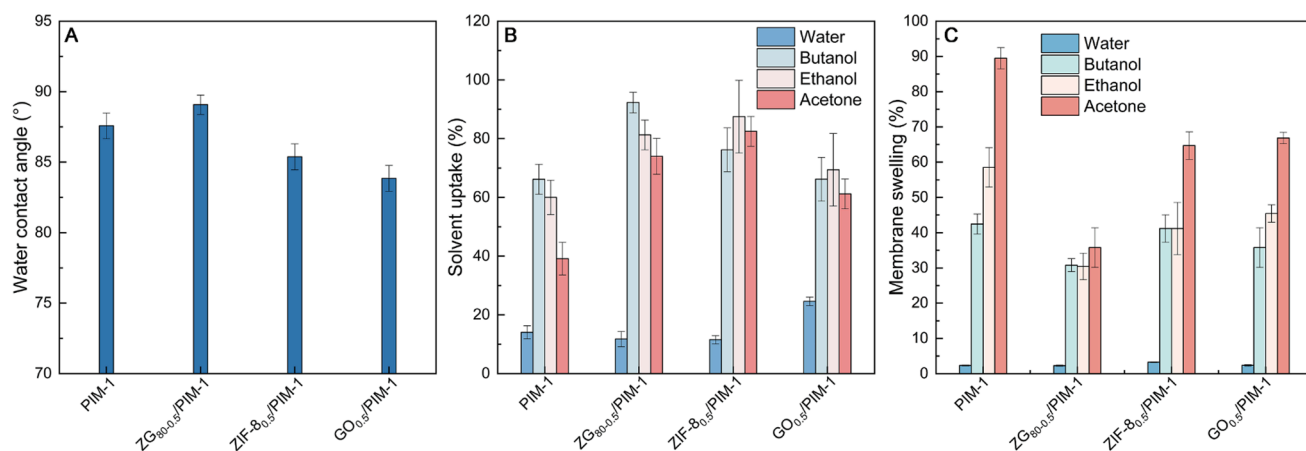 A
Water contact angle (°)
95
90
85
80
75
70
PIM-1
ZG80-0.5/PIM-1
ZIF-80.5/PIM-1
GO0.5/PIM-1
B
Solvent uptake (%)
120
100
80
60
40
20
0
Water
Butanol
Ethanol
Acetone
PIM-1
ZG80-0.5/PIM-1
ZIF-80.5/PIM-1
GO0.5/PIM-1
C
Membrane swelling (%)
100
90
80
70
60
50
40
30
20
10
0
Water
Butanol
Ethanol
Acetone
PIM-1
ZG80-0.5/PIM-1
ZIF-80.5/PIM-1
GO0.5/PIM-1